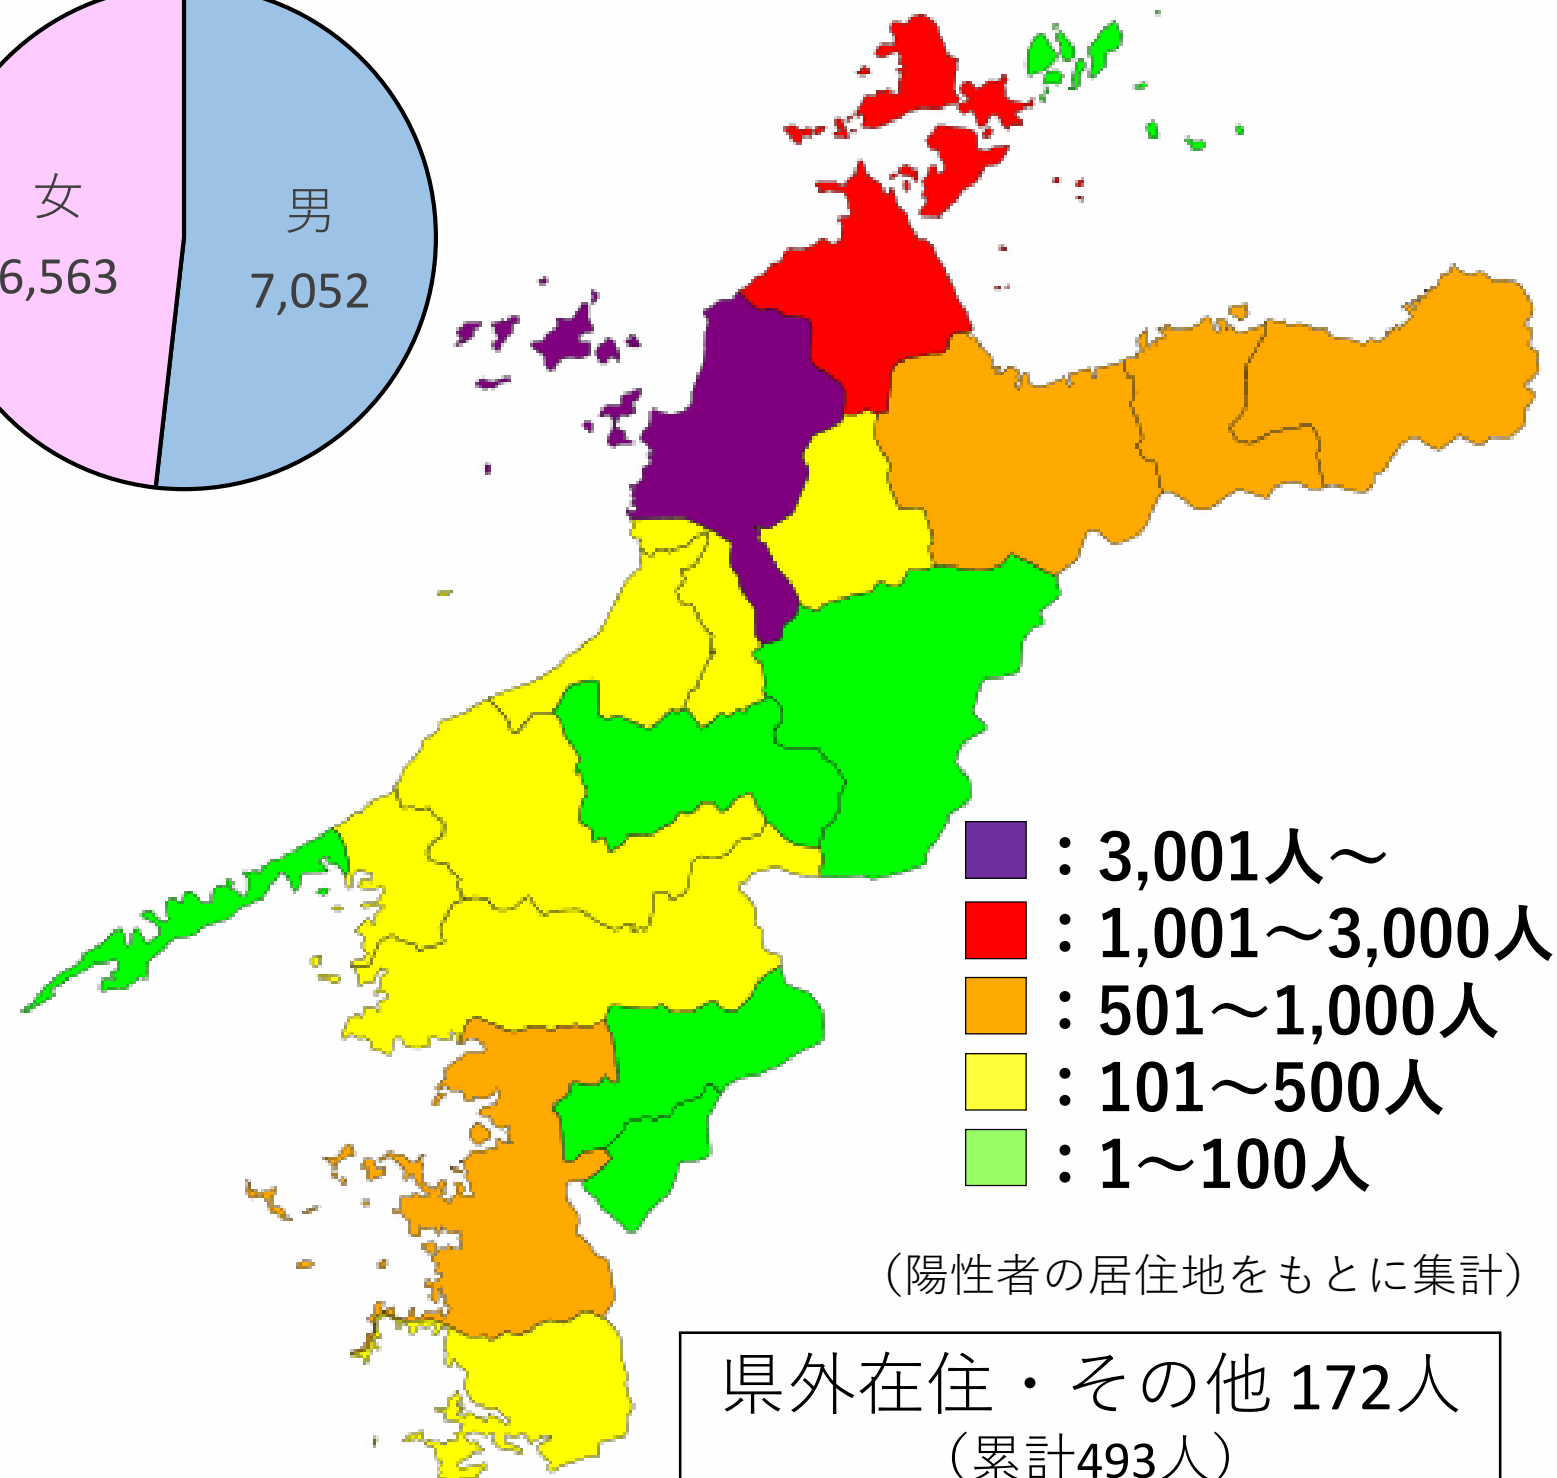 女
6,563
男
7,052
：3,001人～
：1,001～3,000人
：501～1,000人
：101～500人
：1～100人
（陽性者の居住地をもとに集計）
県外在住・その他 172人
（累計493人）